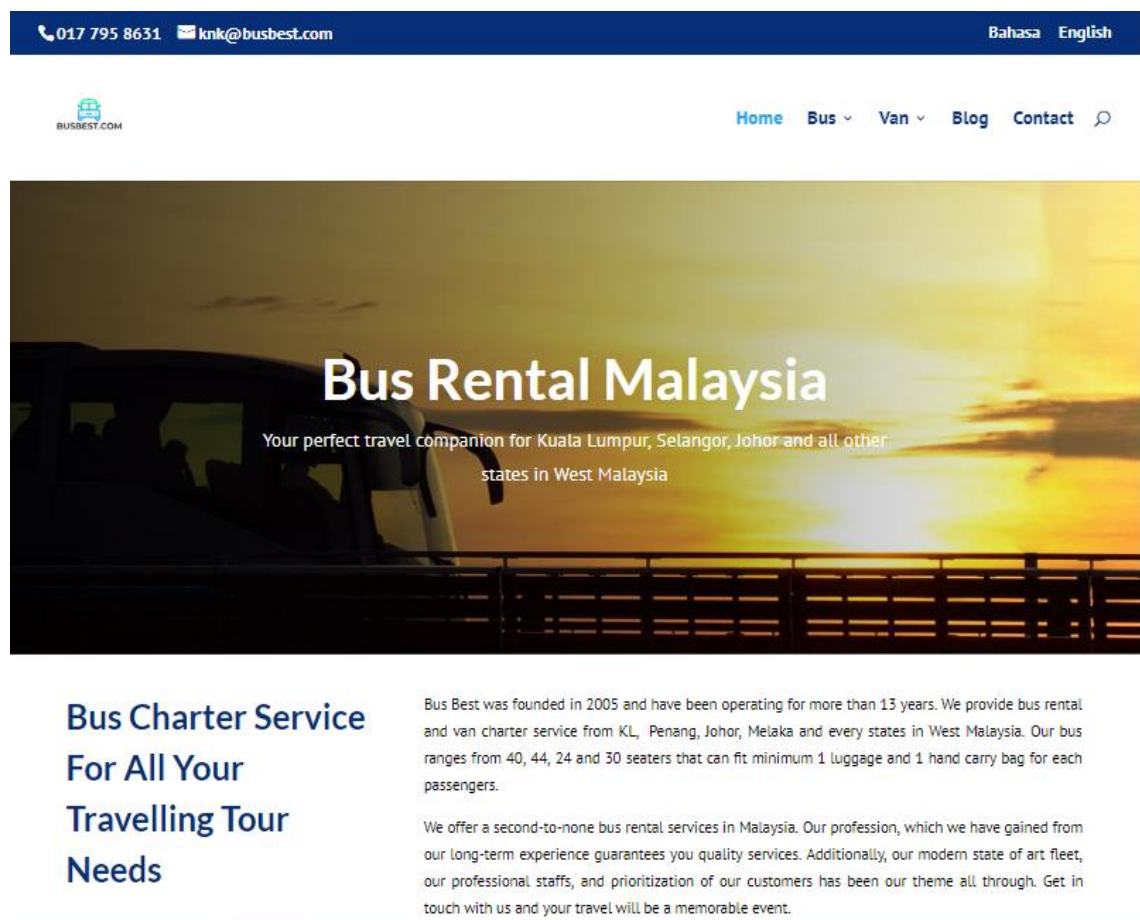 017 795 8631 knk@busbest.com Bahasa English
BUSBEST.COM
Home Bus Van Blog Contact
Bus Rental Malaysia
Your perfect travel companion for Kuala Lumpur, Selangor, Johor and all other
states in West Malaysia
Bus Charter Service
For All Your
Travelling Tour
Needs
Bus Best was founded in 2005 and have been operating for more than 13 years. We provide bus rental
and van charter service from KL, Penang, Johor, Melaka and every states in West Malaysia. Our bus
ranges from 40, 44, 24 and 30 seaters that can fit minimum 1 luggage and 1 hand carry bag for each
passengers.
We offer a second-to-none bus rental services in Malaysia. Our profession, which we have gained from
our long-term experience guarantees you quality services. Additionally, our modern state of art fleet,
our professional staffs, and prioritization of our customers has been our theme all through. Get in
touch with us and your travel will be a memorable event.